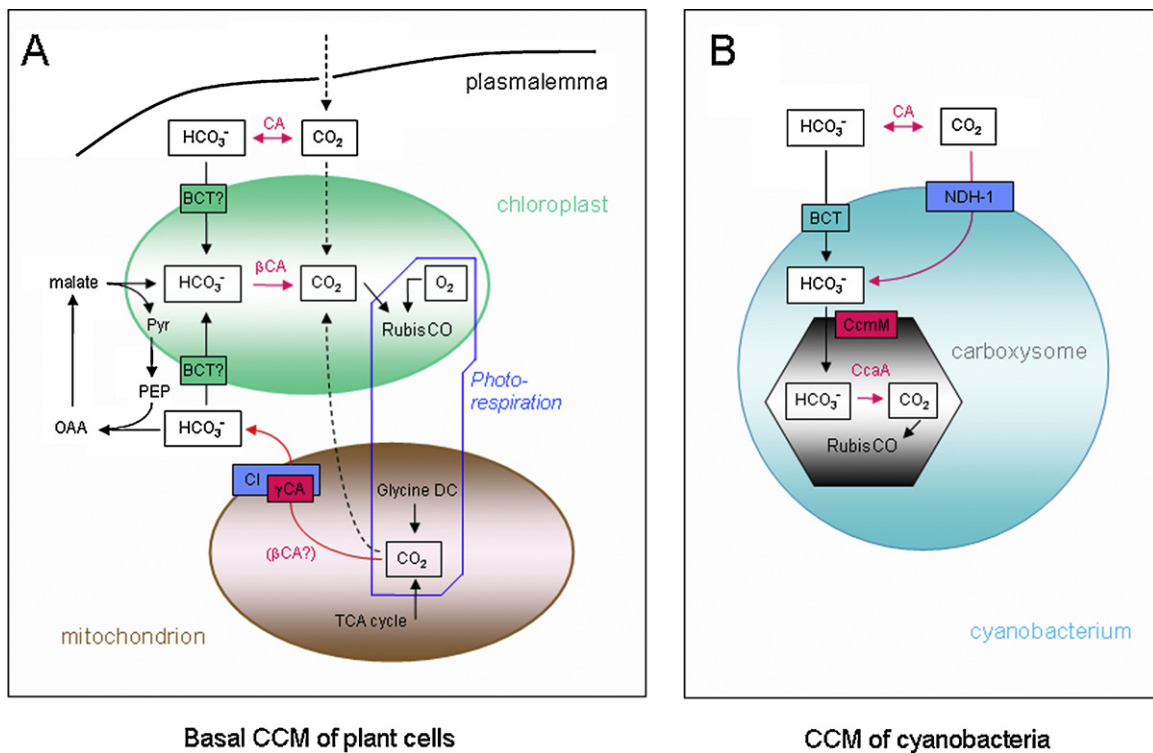 A
plasmalemma
HCO₃⁻
CA
CO₂
BCT?
chloroplast
malate
HCO₃⁻
βCA
CO₂
O₂
Pyr
RubisCO
BCT?
PEP
Photo-
respiration
OAA
HCO₃⁻
CI
γCA
Glycine DC
(βCA?)
CO₂
TCA cycle
mitochondrion
Basal CCM of plant cells
B
HCO₃⁻
CA
CO₂
NDH-1
BCT
HCO₃⁻
CcmM
carboxysome
CcaA
HCO₃⁻
CO₂
RubisCO
cyanobacterium
CCM of cyanobacteria